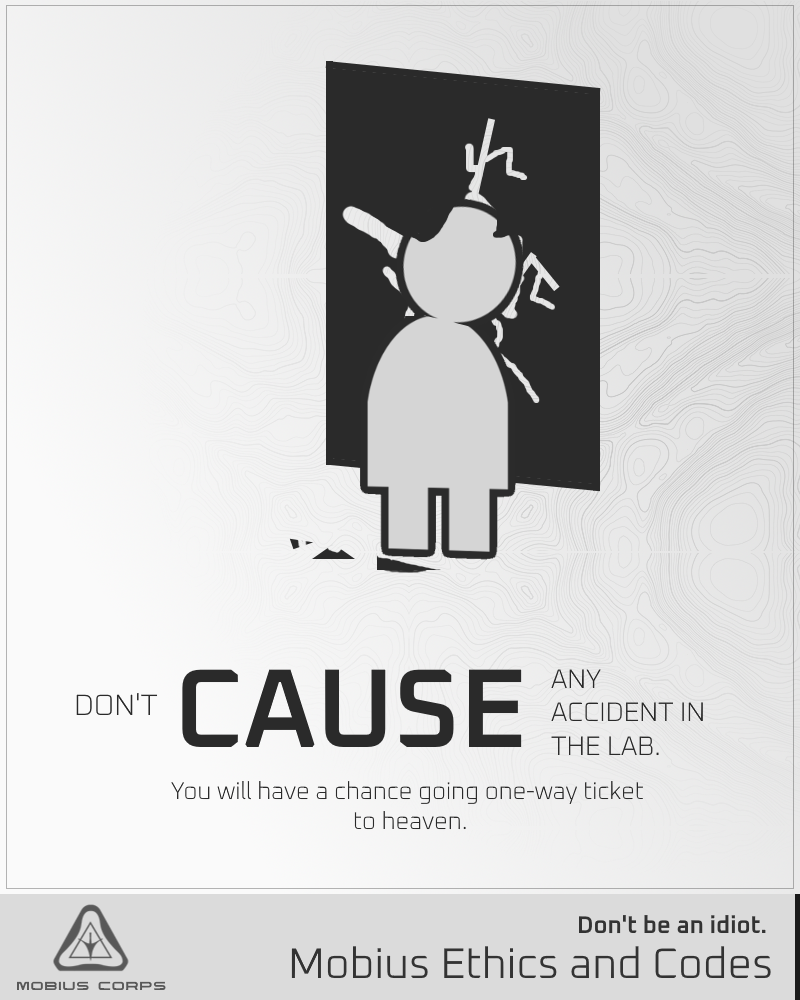 DON'T CAUSE ANY
ACCIDENT IN
THE LAB.
You will have a chance going one-way ticket
to heaven.
Don't be an idiot.
Mobius Ethics and Codes
MOBIUS CORPS